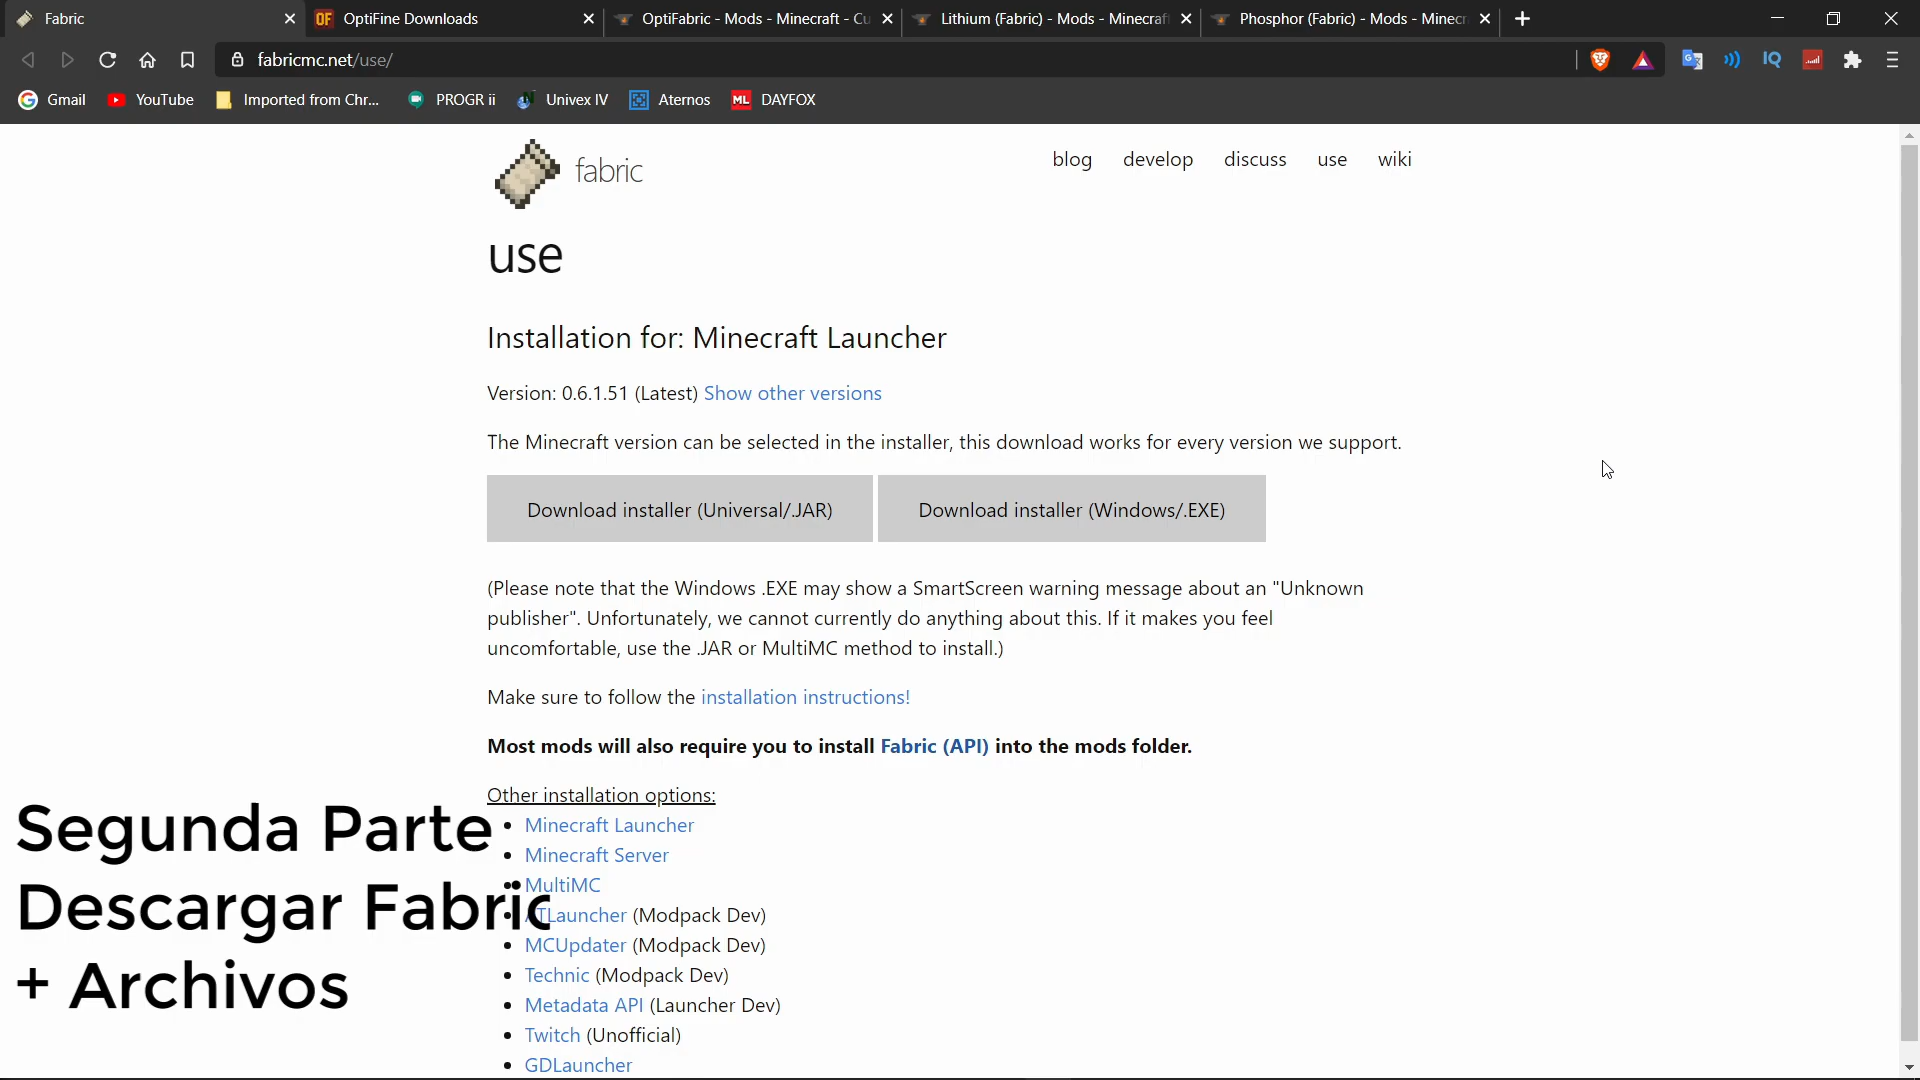 Fabric
OptiFine Downloads
OptiFabric - Mods - Minecraft - Cu
Lithium (Fabric) - Mods - Minecraf
Phosphor (Fabric) - Mods - Minecr
fabricmc.net/use/
Gmail
YouTube
Imported from Chr...
PROGR ii
Univex IV
Aternos
DAYFOX
fabric
blog
develop
discuss
use
wiki
use
Installation for: Minecraft Launcher
Version: 0.6.1.51 (Latest) Show other versions
The Minecraft version can be selected in the installer, this download works for every version we support.
Download installer (Universal/.JAR)
Download installer (Windows/.EXE)
(Please note that the Windows .EXE may show a SmartScreen warning message about an "Unknown
publisher". Unfortunately, we cannot currently do anything about this. If it makes you feel
uncomfortable, use the .JAR or MultiMC method to install.)
Make sure to follow the installation instructions!
Most mods will also require you to install Fabric (API) into the mods folder.
Other installation options:
Minecraft Launcher
Minecraft Server
MultiMC
ATLauncher (Modpack Dev)
MCUpdater (Modpack Dev)
Technic (Modpack Dev)
Metadata API (Launcher Dev)
Twitch (Unofficial)
GDLauncher
Segunda Parte
Descargar Fabric
+ Archivos